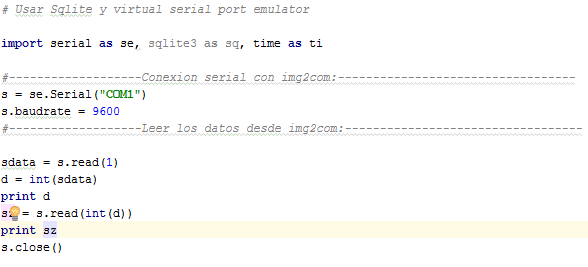 # Usar Sqlite y virtual serial port emulator
import serial as se, sqlite3 as sq, time as ti
#-------------------Conexion serial con img2com:----------------------------------
s = se.Serial("COM1")
s.baudrate = 9600
#-------------------Leer los datos desde img2com:----------------------------------
sdata = s.read(1)
d = int(sdata)
print d
sz = s.read(int(d))
print sz
s.close()